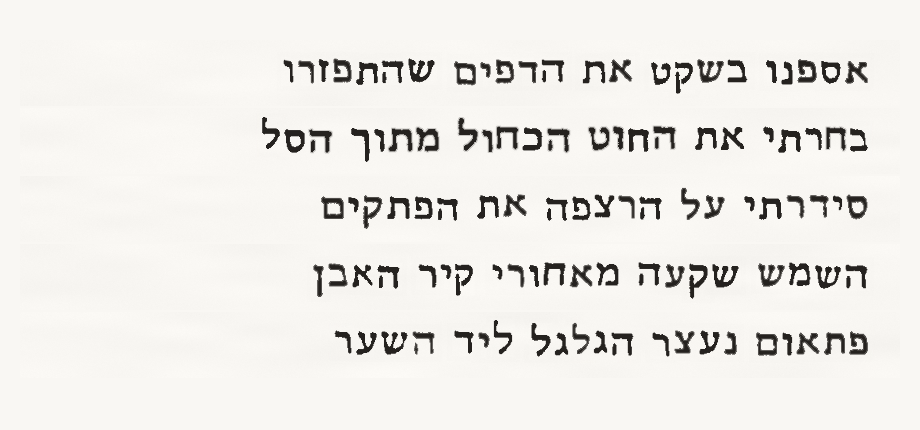 אספנו בשקט את הדפים שהתפזרו
בחרתי את החוט הכחול מתוך הסל
סידרתי על הרצפה את הפתקים
השמש שקעה מאחורי קיר האבן
פתאום נעצר הגלגל ליד השער